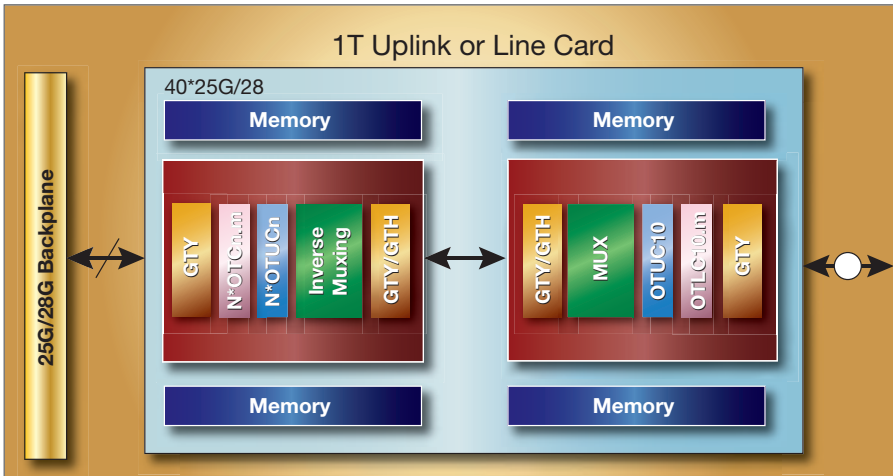 1T Uplink or Line Card
40*25G/28
25G/28G Backplane
Memory
Memory
GTY
N*OTCn.m
N*OTUCn
Inverse
Muxing
GTY/GTH
GTY/GTH
MUX
OTUC10
OTLC10.m
GTY
Memory
Memory